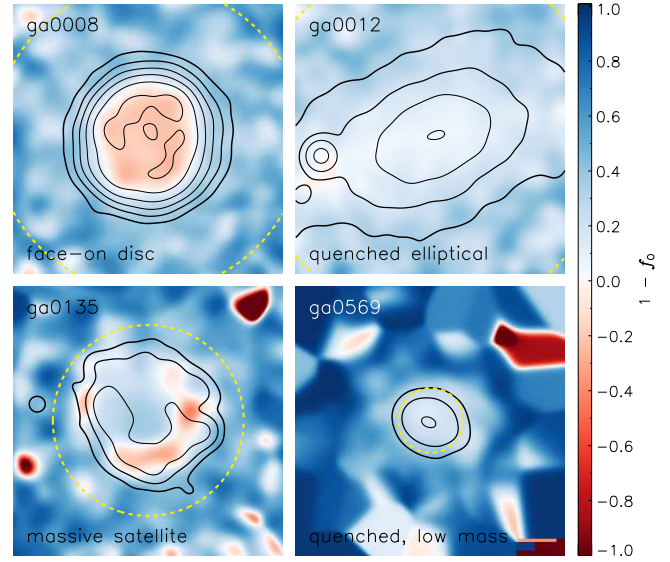 ga0008
face-on disc
ga0012
quenched elliptical
ga0135
massive satellite
ga0569
quenched, low mass
1.0
0.8
0.6
0.4
0.2
0.0
−0.2
−0.4
−0.6
−0.8
−1.0
1 − fo